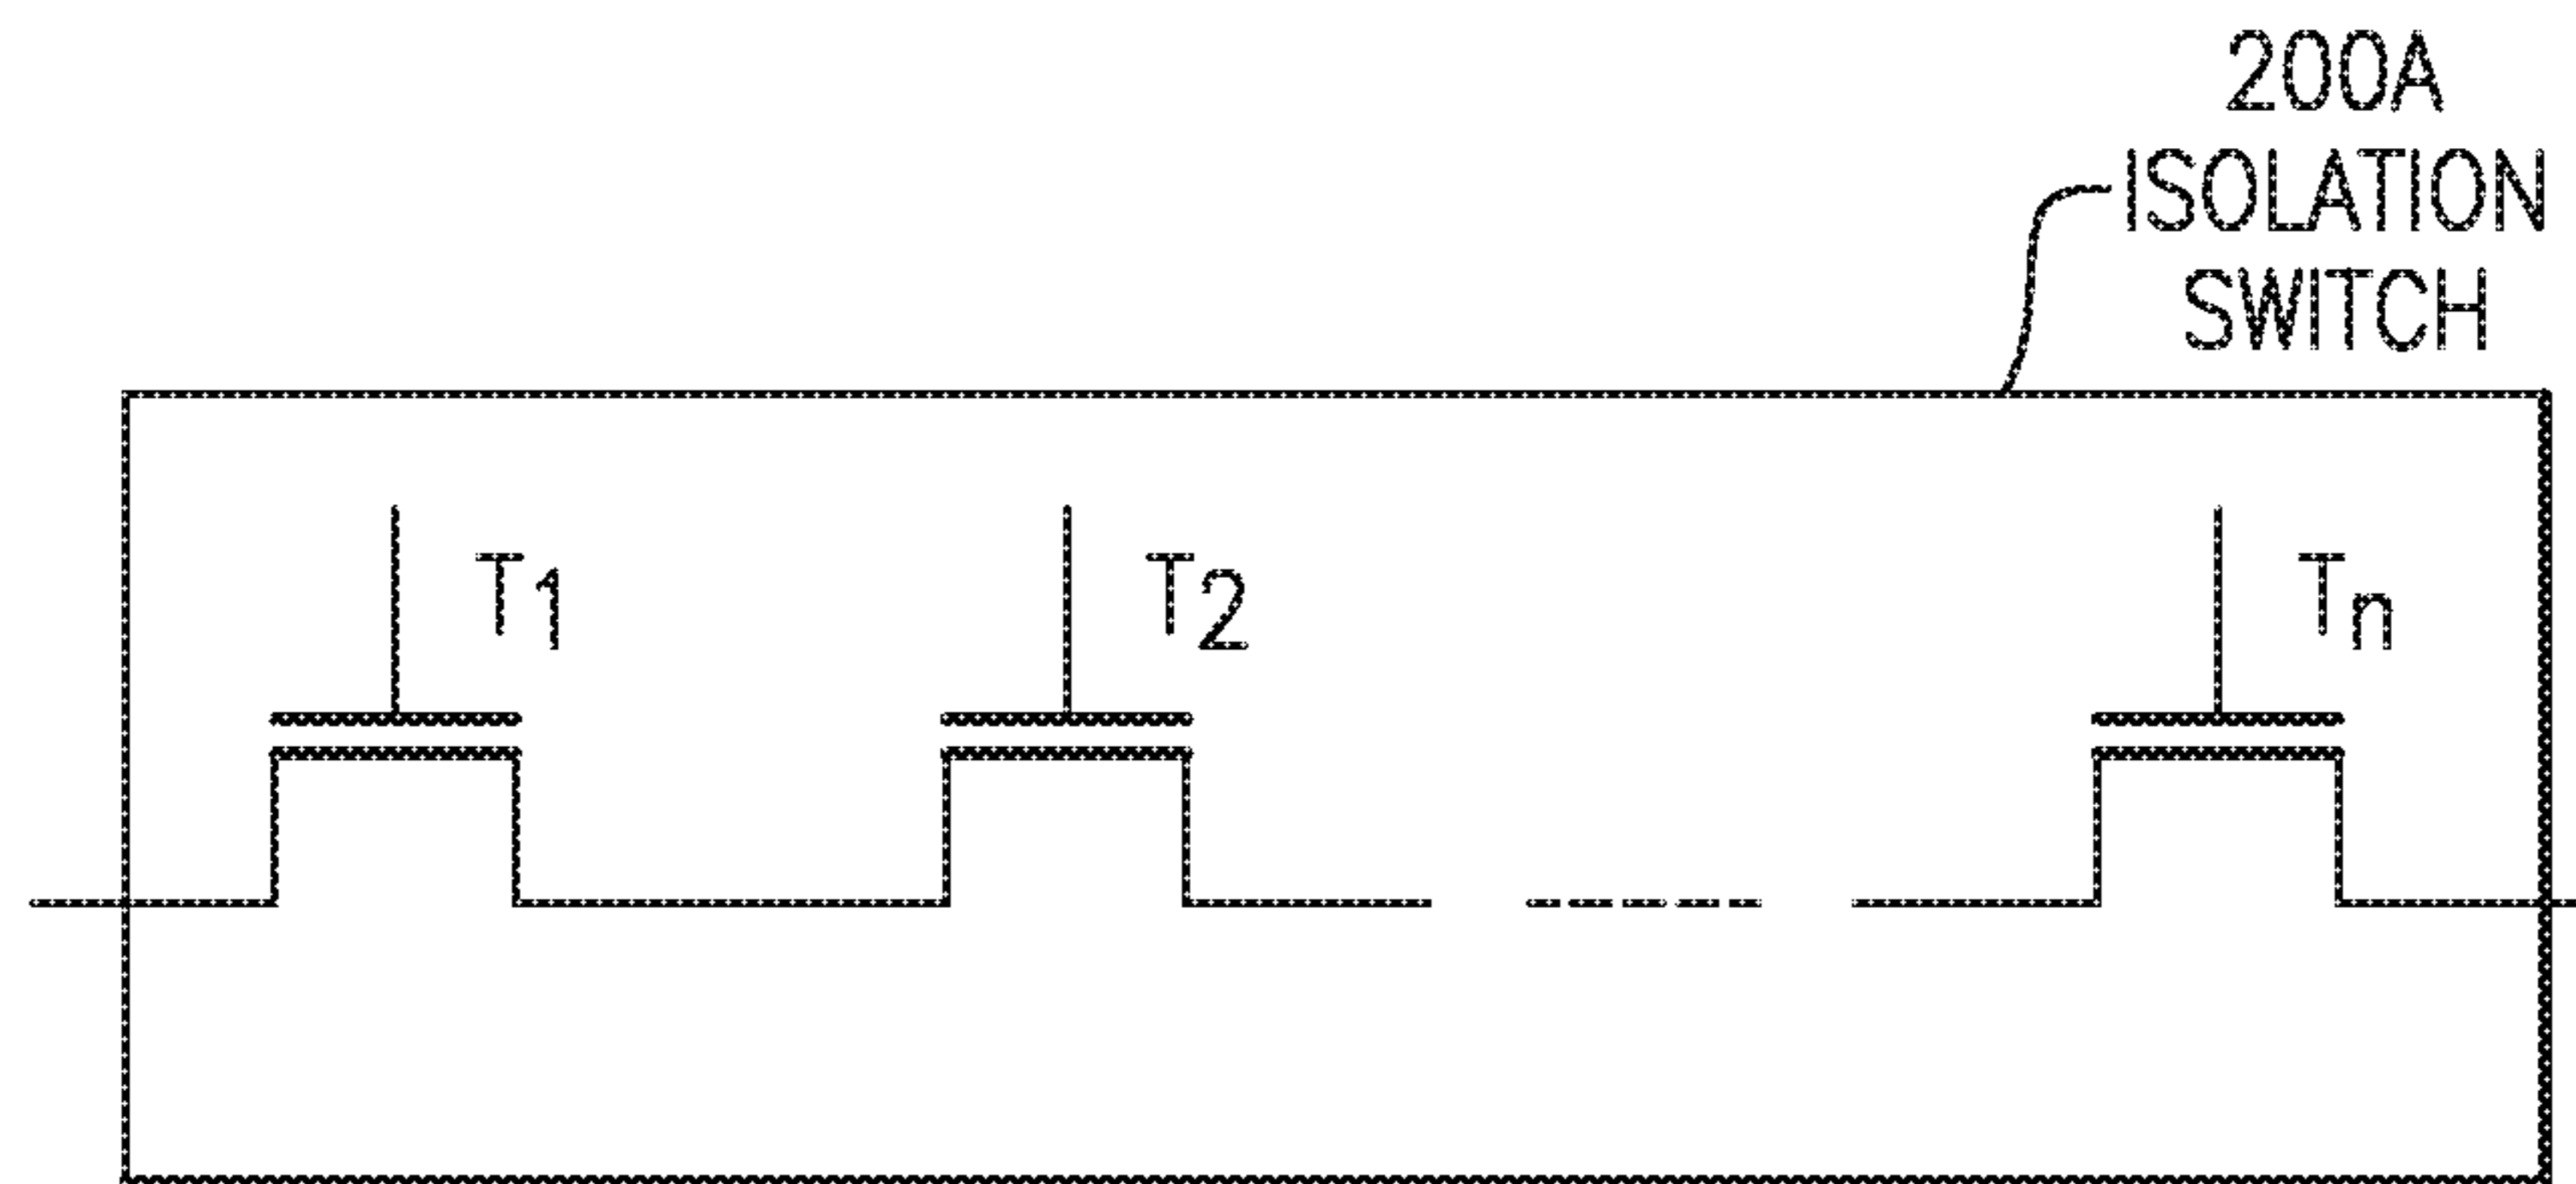 200A
ISOLATION
SWITCH
T1
T2
Tn